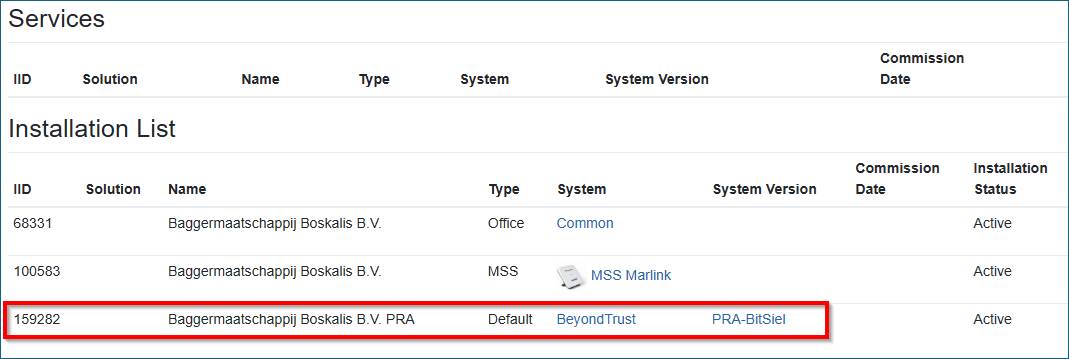 Services
IID Solution Name Type System System Version Commission Date
Installation List
IID Solution Name Type System System Version Commission Date Installation Status
68331 Baggermaatschappij Boskalis B.V. Office Common Active
100583 Baggermaatschappij Boskalis B.V. MSS MSS Marlink Active
159282 Baggermaatschappij Boskalis B.V. PRA Default BeyondTrust PRA-BitSiel Active